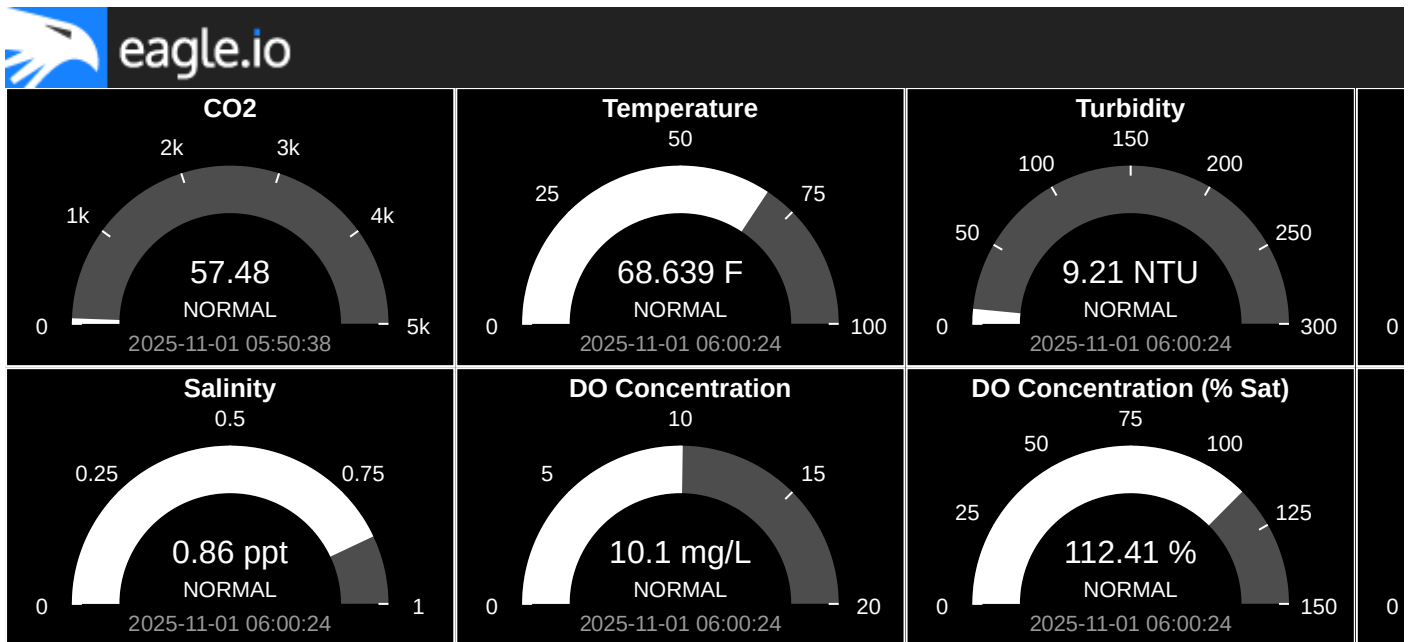 eagle.io
CO2
2k
3k
1k
4k
57.48
NORMAL
0
5k
2025-11-01 05:50:38
Temperature
50
25
75
68.639 F
NORMAL
0
100
2025-11-01 06:00:24
Turbidity
150
100
200
50
250
9.21 NTU
NORMAL
0
300
2025-11-01 06:00:24
0
Salinity
0.5
0.25
0.75
0.86 ppt
NORMAL
0
1
2025-11-01 06:00:24
DO Concentration
10
5
15
10.1 mg/L
NORMAL
0
20
2025-11-01 06:00:24
DO Concentration (% Sat)
75
50
100
25
125
112.41 %
NORMAL
0
150
2025-11-01 06:00:24
0